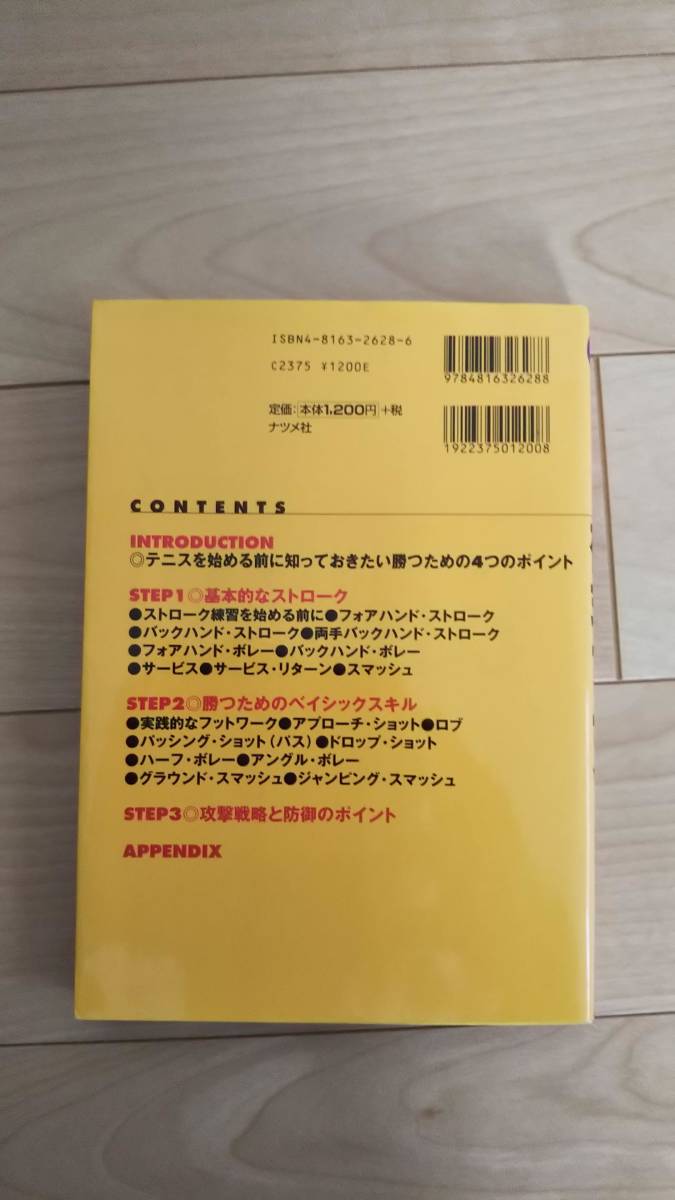 ISBN4-8163-2628-6
C2375 ¥1200E
9784816326288
定価：本体1,200円＋税
ナツメ社
1922375012008
CONTENTS
INTRODUCTION
◎テニスを始める前に知っておきたい勝つための4つのポイント
STEP1◎基本的なストローク
●ストローク練習を始める前に●フォアハンド・ストローク
●バックハンド・ストローク●両手バックハンド・ストローク
●フォアハンド・ボレー●バックハンド・ボレー
●サービス●サービス・リターン●スマッシュ
STEP2◎勝つためのベイシックスキル
●実践的なフットワーク●アプローチ・ショット●ロブ
●パッシング・ショット（パス）●ドロップ・ショット
●ハーフ・ボレー●アングル・ボレー
●グラウンド・スマッシュ●ジャンピング・スマッシュ
STEP3◎攻撃戦略と防御のポイント
APPENDIX